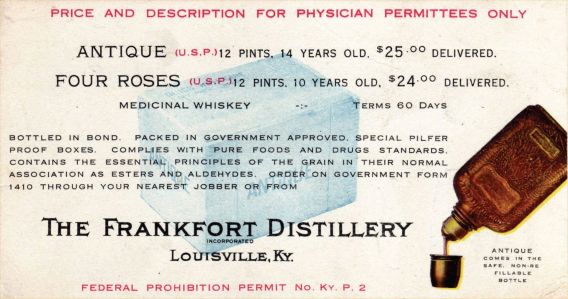 PRICE AND DESCRIPTION FOR PHYSICIAN PERMITTEES ONLY
ANTIQUE (U.S.P.) 12 PINTS, 14 YEARS OLD, $25.00 DELIVERED.
FOUR ROSES (U.S.P.) 12 PINTS, 10 YEARS OLD, $24.00 DELIVERED.
MEDICINAL WHISKEY -:- TERMS 60 DAYS
BOTTLED IN BOND. PACKED IN GOVERNMENT APPROVED, SPECIAL PILFER
PROOF BOXES. COMPLIES WITH PURE FOODS AND DRUGS STANDARDS.
CONTAINS THE ESSENTIAL PRINCIPLES OF THE GRAIN IN THEIR NORMAL
ASSOCIATION AS ESTERS AND ALDEHYDES. ORDER ON GOVERNMENT FORM
1410 THROUGH YOUR NEAREST JOBBER OR FROM
ANTIQUE
THE FRANKFORT DISTILLERY
INCORPORATED
LOUISVILLE, KY.
ANTIQUE
COMES IN THE
SAFE, NON-RE
FILLABLE
BOTTLE
FEDERAL PROHIBITION PERMIT NO. KY. P. 2